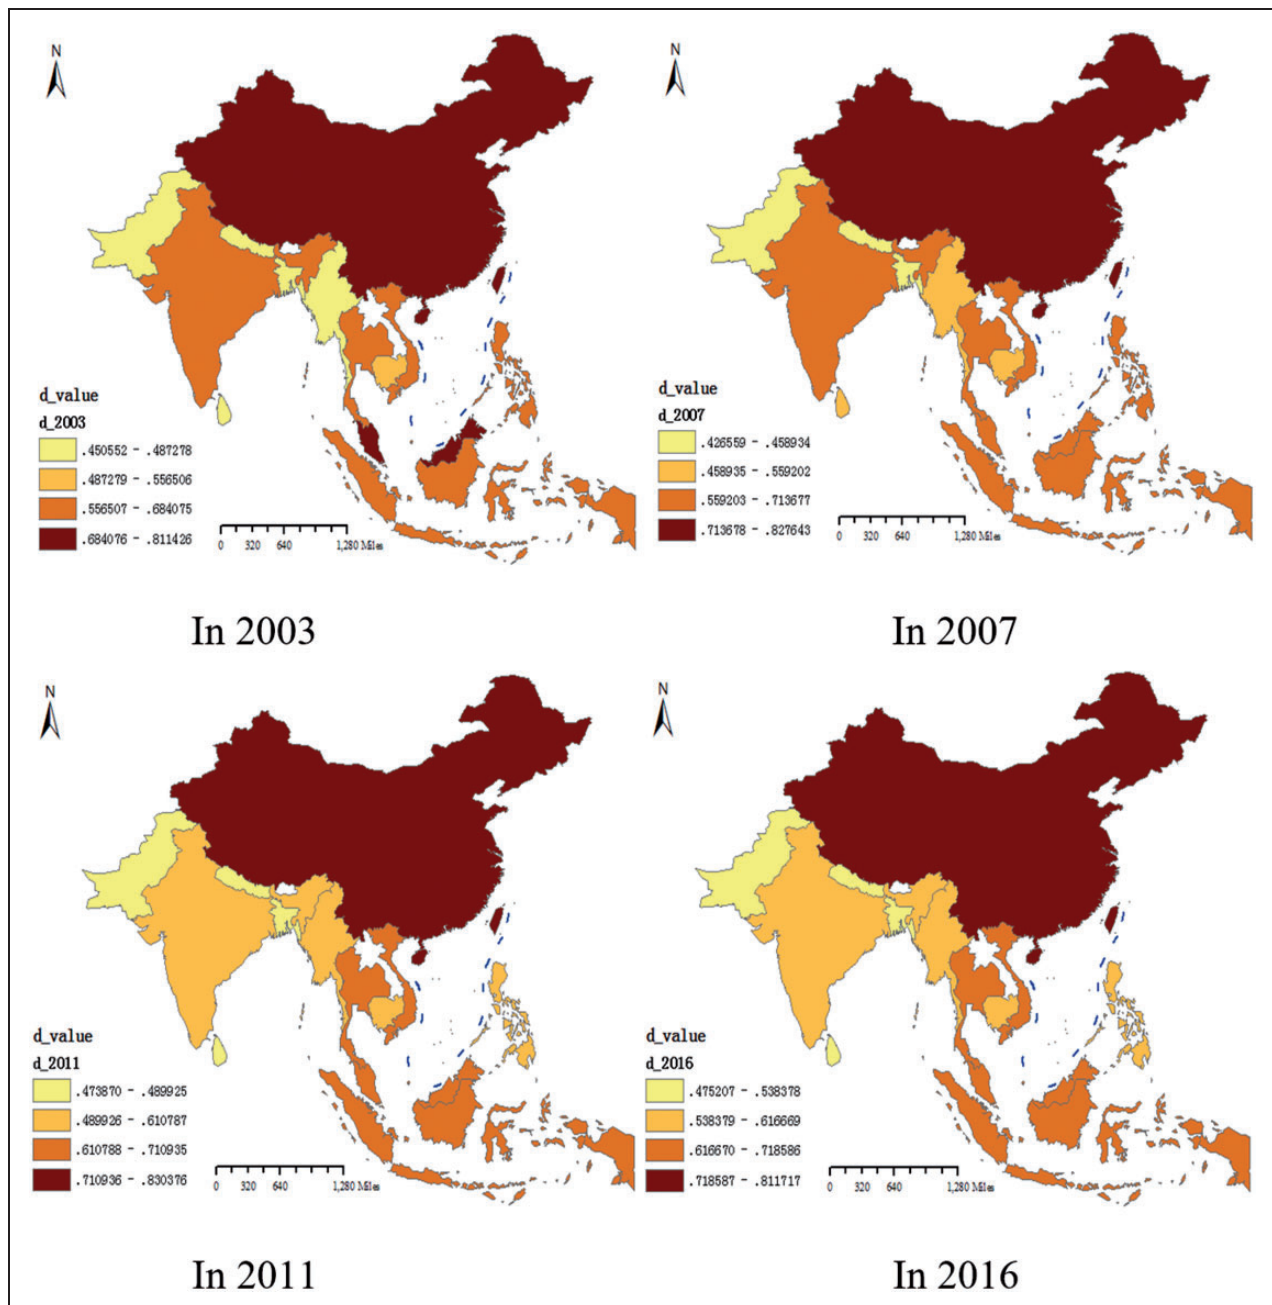 N
d_value
d_2003
.450552 - .487278
.487279 - .556506
.556507 - .684075
.684076 - .811426
0 320 640 1,280 Miles
In 2003
N
d_value
d_2007
.426559 - .458934
.458935 - .559202
.559203 - .713677
.713678 - .827643
0 320 640 1,280 Miles
In 2007
N
d_value
d_2011
.473870 - .489925
.489926 - .610787
.610788 - .710935
.710936 - .830376
0 320 640 1,280 Miles
In 2011
N
d_value
d_2016
.475207 - .538378
.538379 - .616669
.616670 - .718586
.718587 - .811717
0 320 640 1,280 Miles
In 2016